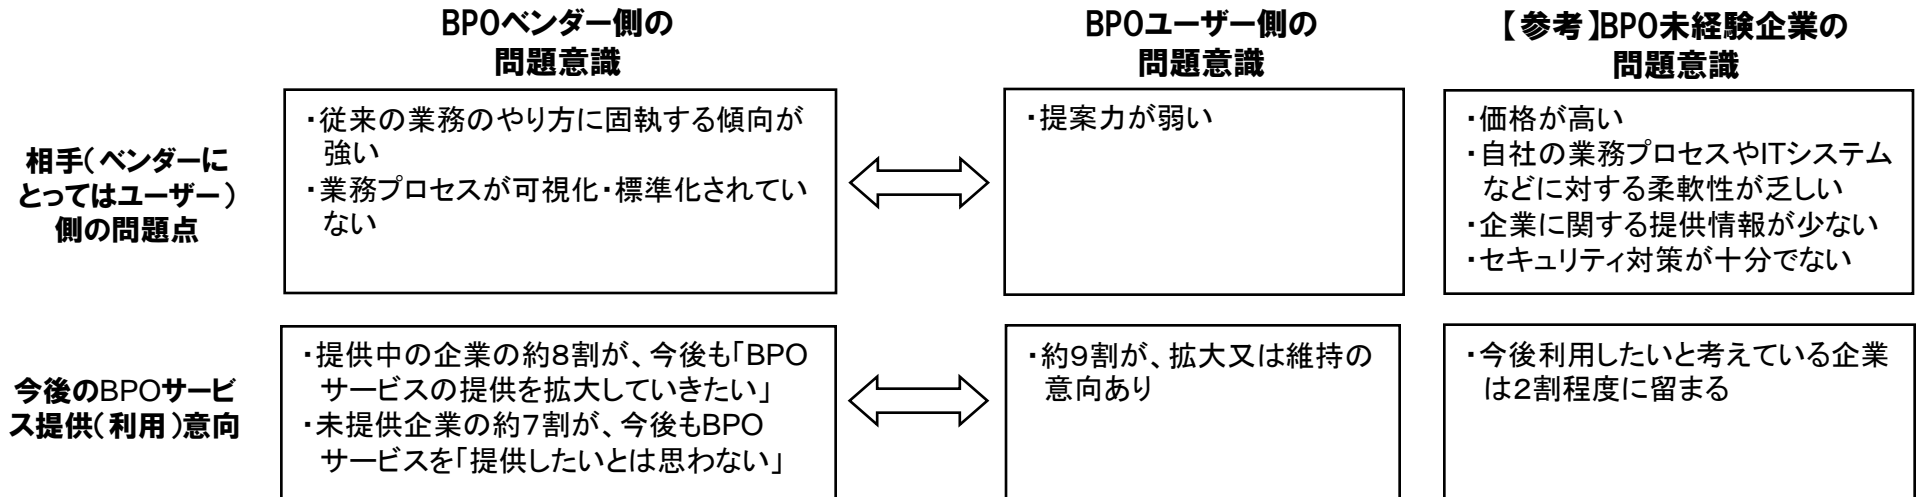 BPOベンダー側の
問題意識
BPOユーザー側の
問題意識
【参考】BPO未経験企業の
問題意識
相手(ベンダーに
とってはユーザー)
側の問題点
・従来の業務のやり方に固執する傾向が
強い
・業務プロセスが可視化・標準化されてい
ない
・提案力が弱い
・価格が高い
・自社の業務プロセスやITシステム
などに対する柔軟性が乏しい
・企業に関する提供情報が少ない
・セキュリティ対策が十分でない
今後のBPOサービ
ス提供(利用)意向
・提供中の企業の約8割が、今後も「BPO
サービスの提供を拡大していきたい」
・未提供企業の約7割が、今後もBPO
サービスを「提供したいとは思わない」
・約9割が、拡大又は維持の
意向あり
・今後利用したいと考えている企業
は2割程度に留まる